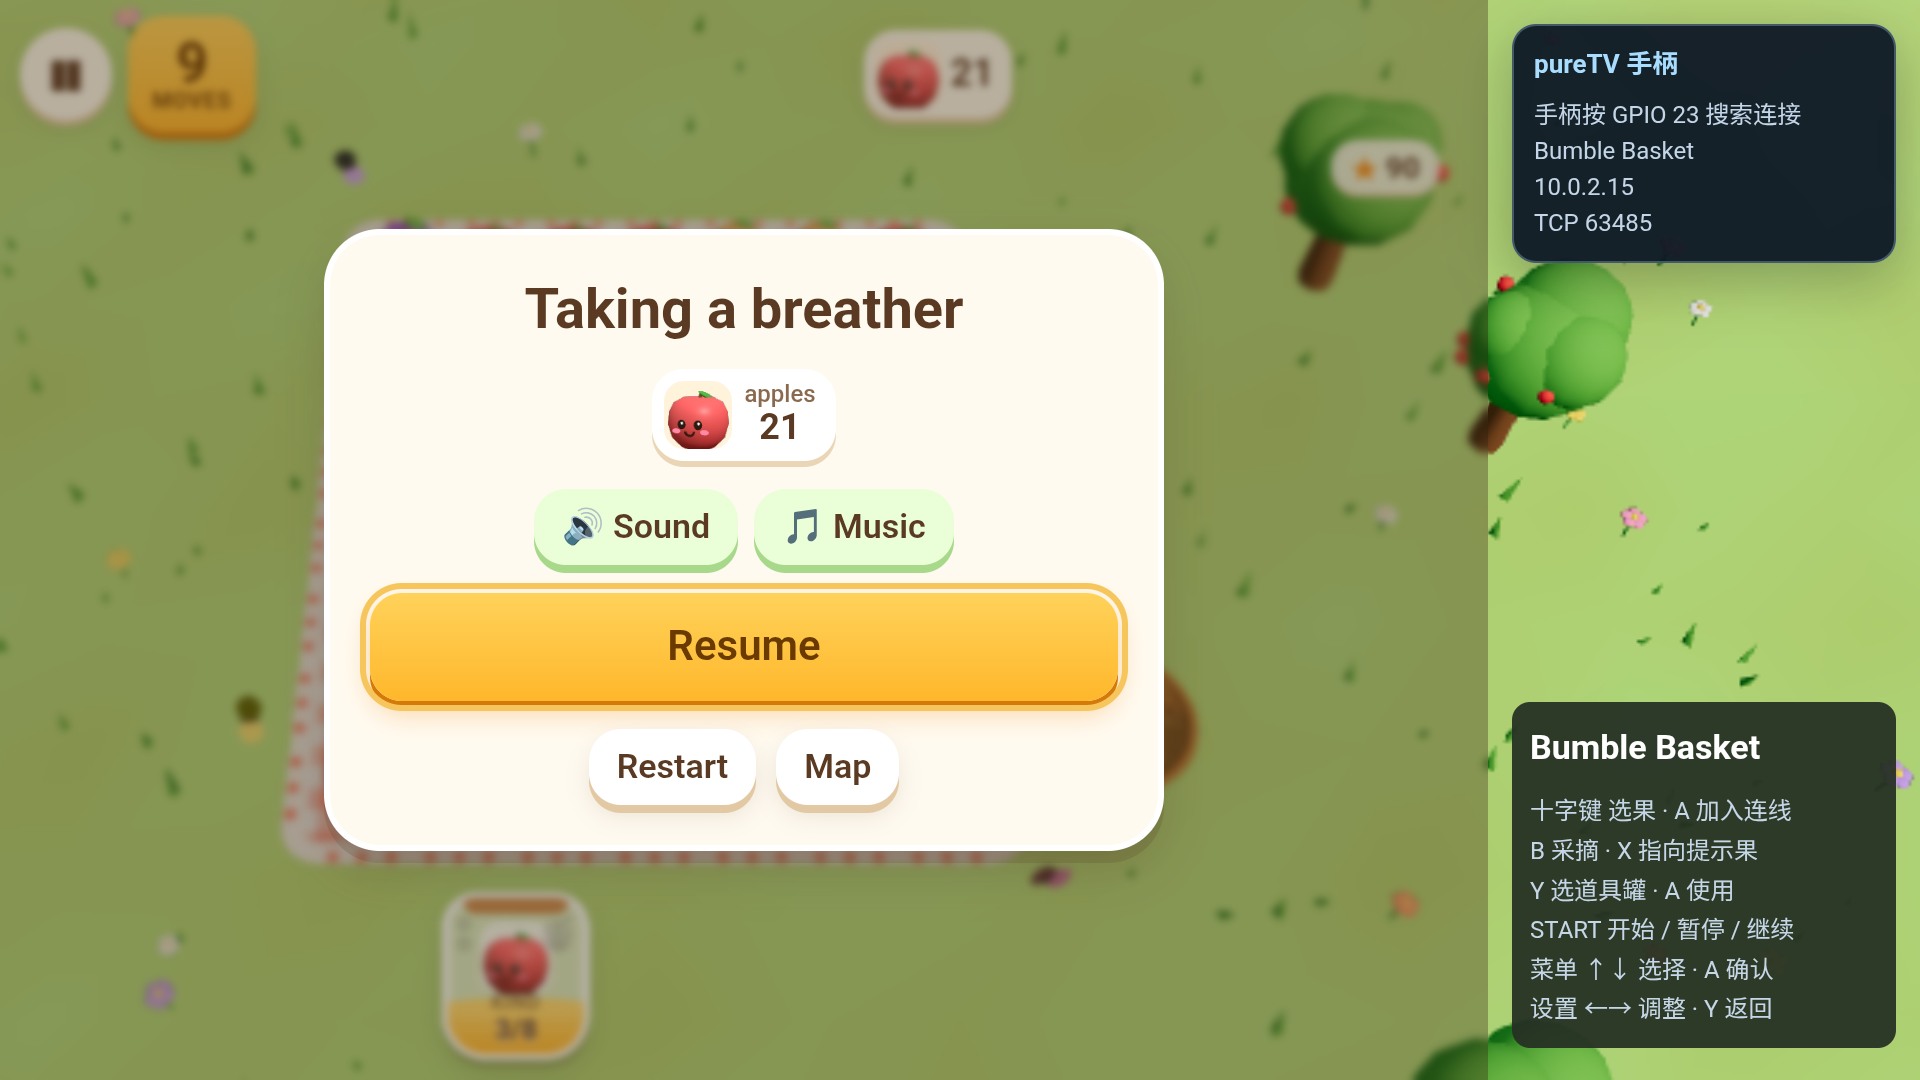 9
MOVES
21
90
Taking a breather
apples
21
🔊 Sound
🎵 Music
Resume
Restart
Map
3/8
pureTV 手柄
手柄按 GPIO 23 搜索连接
Bumble Basket
10.0.2.15
TCP 63485
Bumble Basket
十字键 选果 · A 加入连线
B 采摘 · X 指向提示果
Y 选道具罐 · A 使用
START 开始 / 暂停 / 继续
菜单 ↑↓ 选择 · A 确认
设置 ←→ 调整 · Y 返回